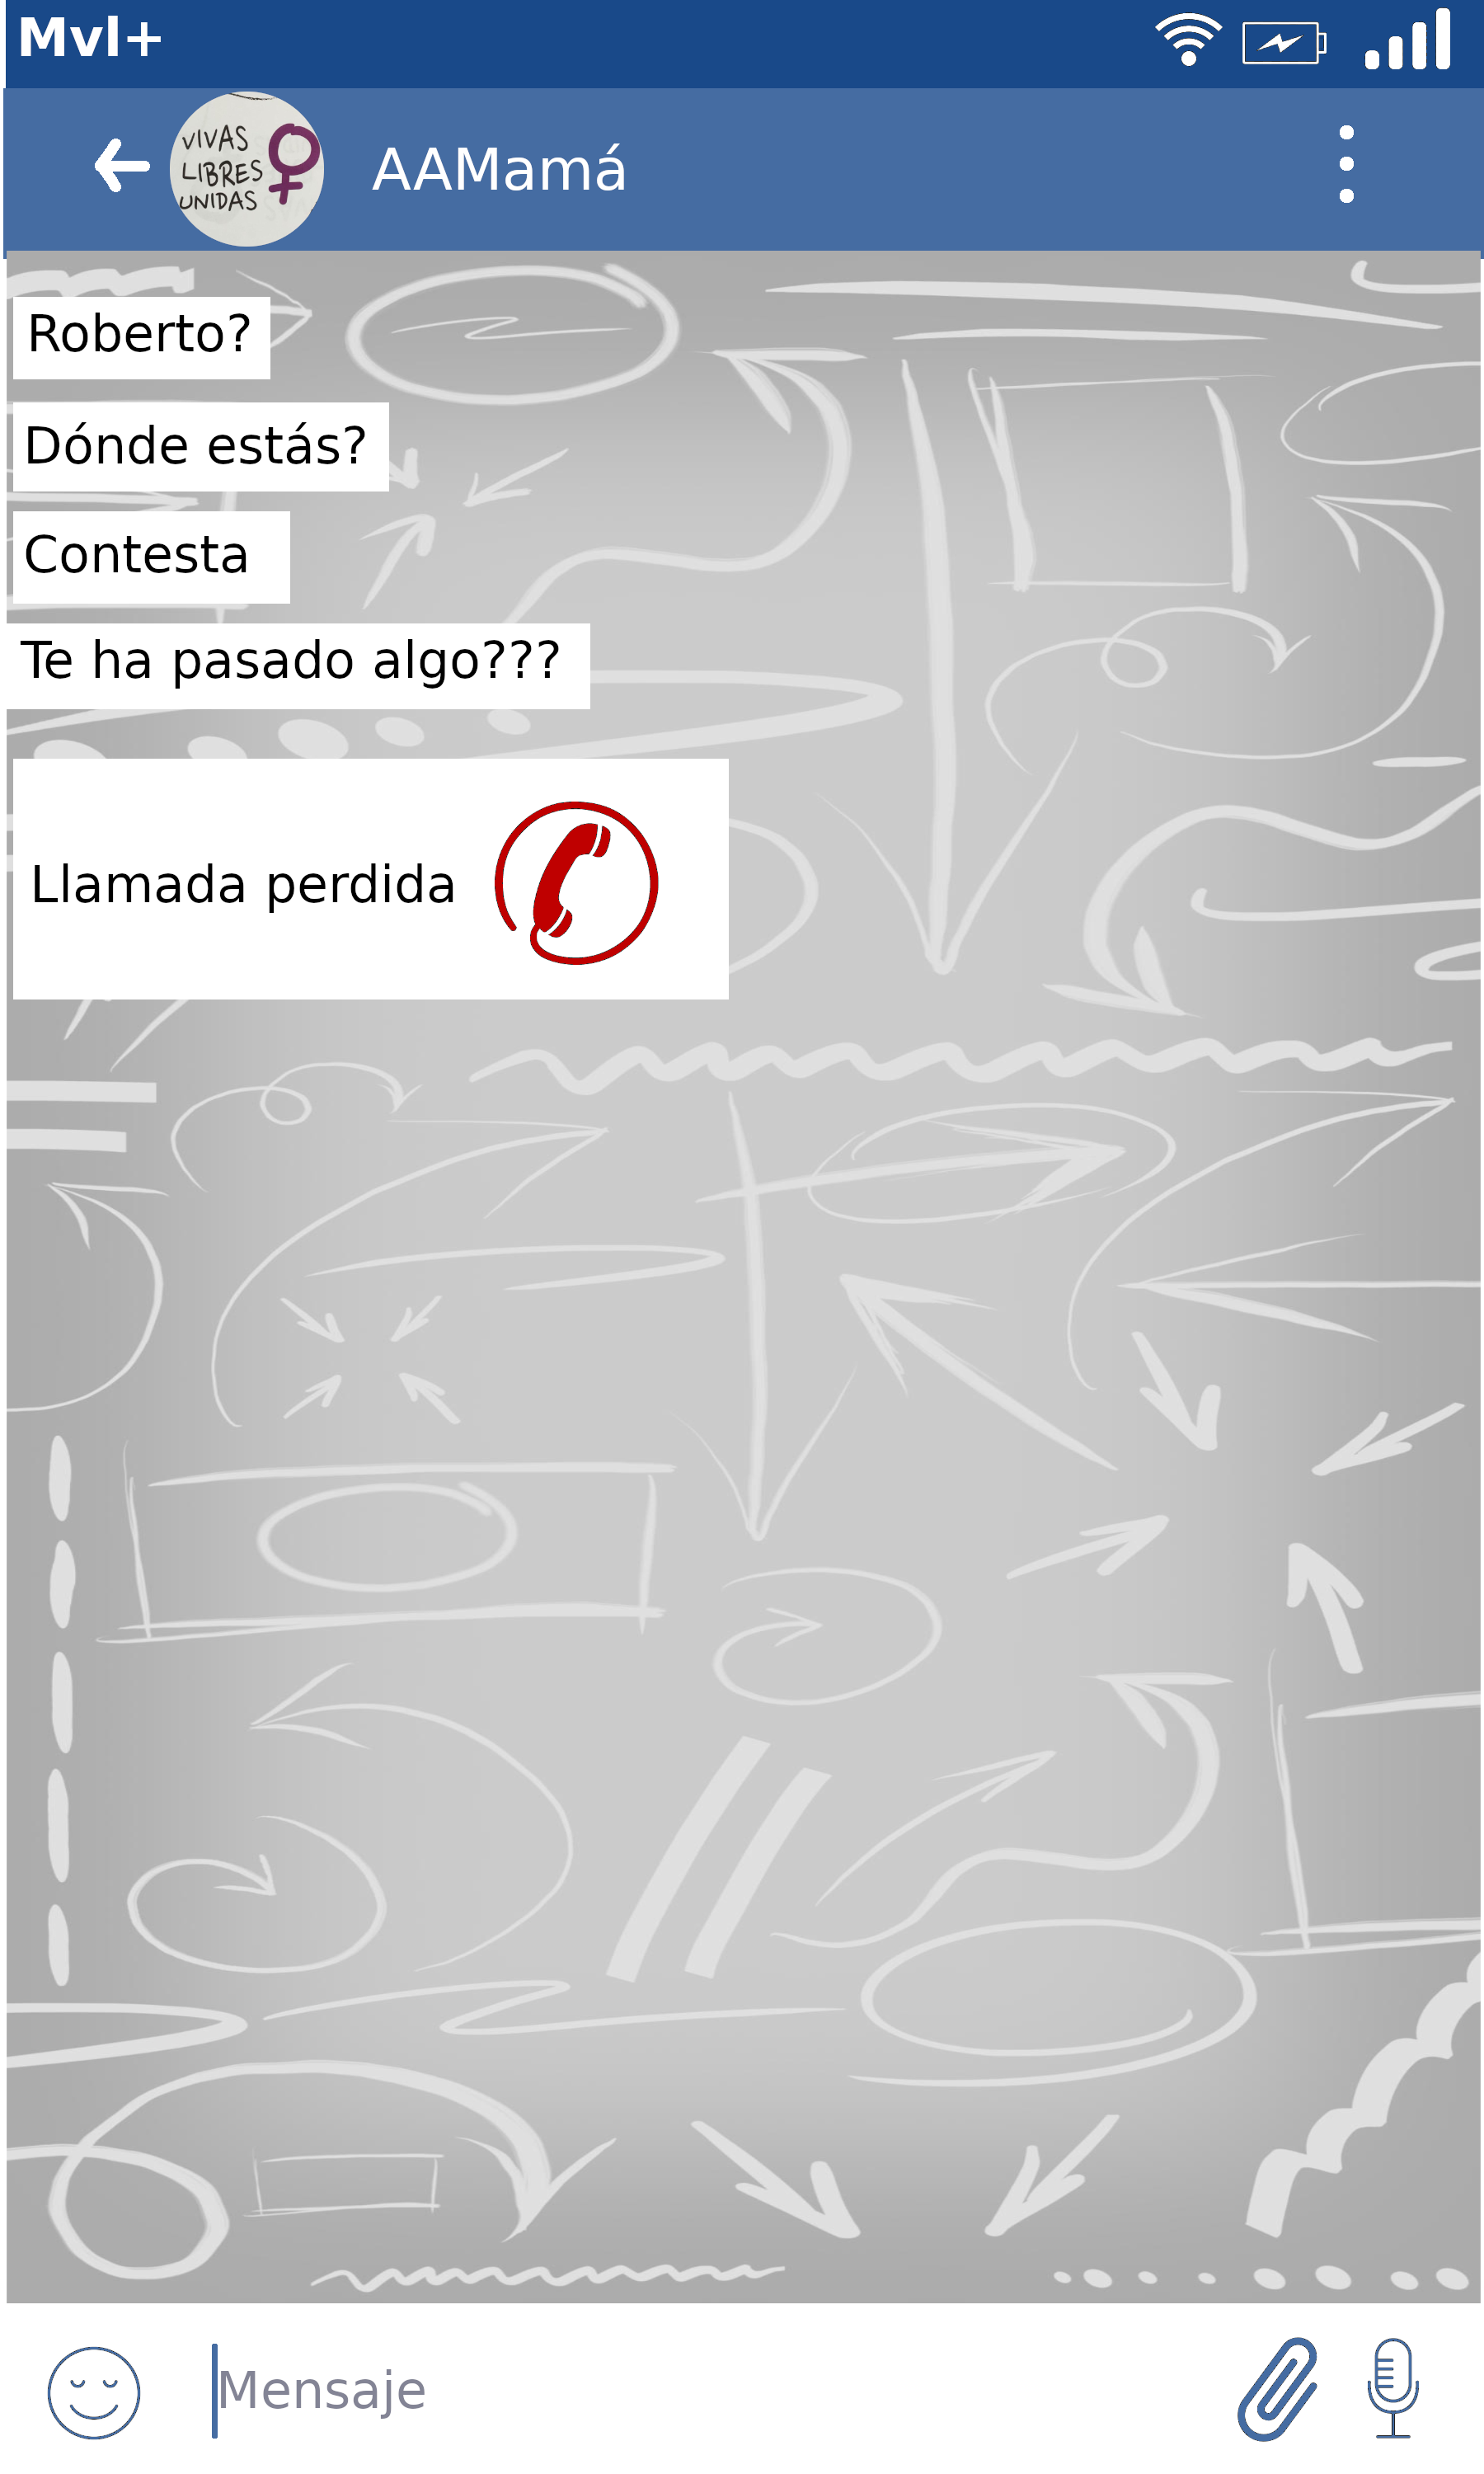 Mvl+
VIVAS
LIBRES
UNIDAS
AAMamá
Roberto?
Dónde estás?
Contesta
Te ha pasado algo???
Llamada perdida
Mensaje